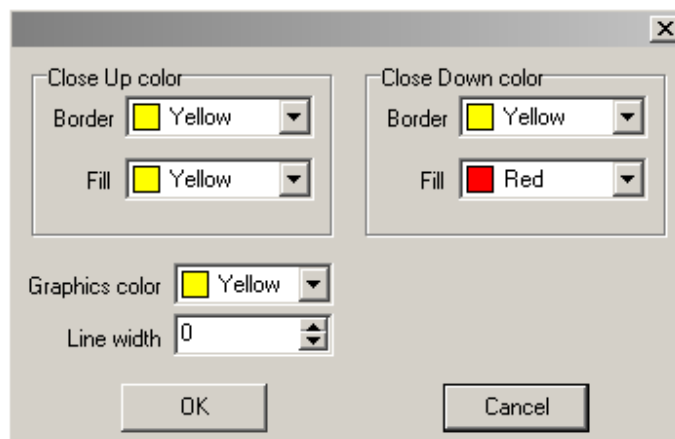 Close Up color
Close Down color
Border Yellow
Border Yellow
Fill Yellow
Fill Red
Graphics color Yellow
Line width 0
OK
Cancel